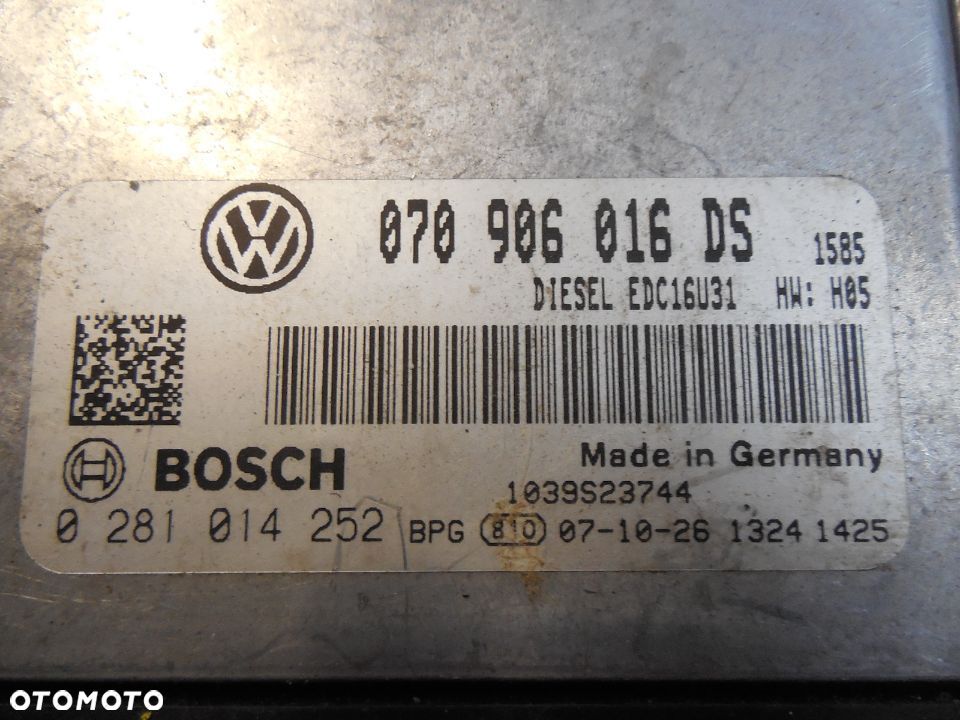 070 906 016 DS 1585
DIESEL EDC16U31 HW: H05
BOSCH
Made in Germany
1039S23744
0 281 014 252 BPG 810 07-10-26 1324 1425
OTOMOTO